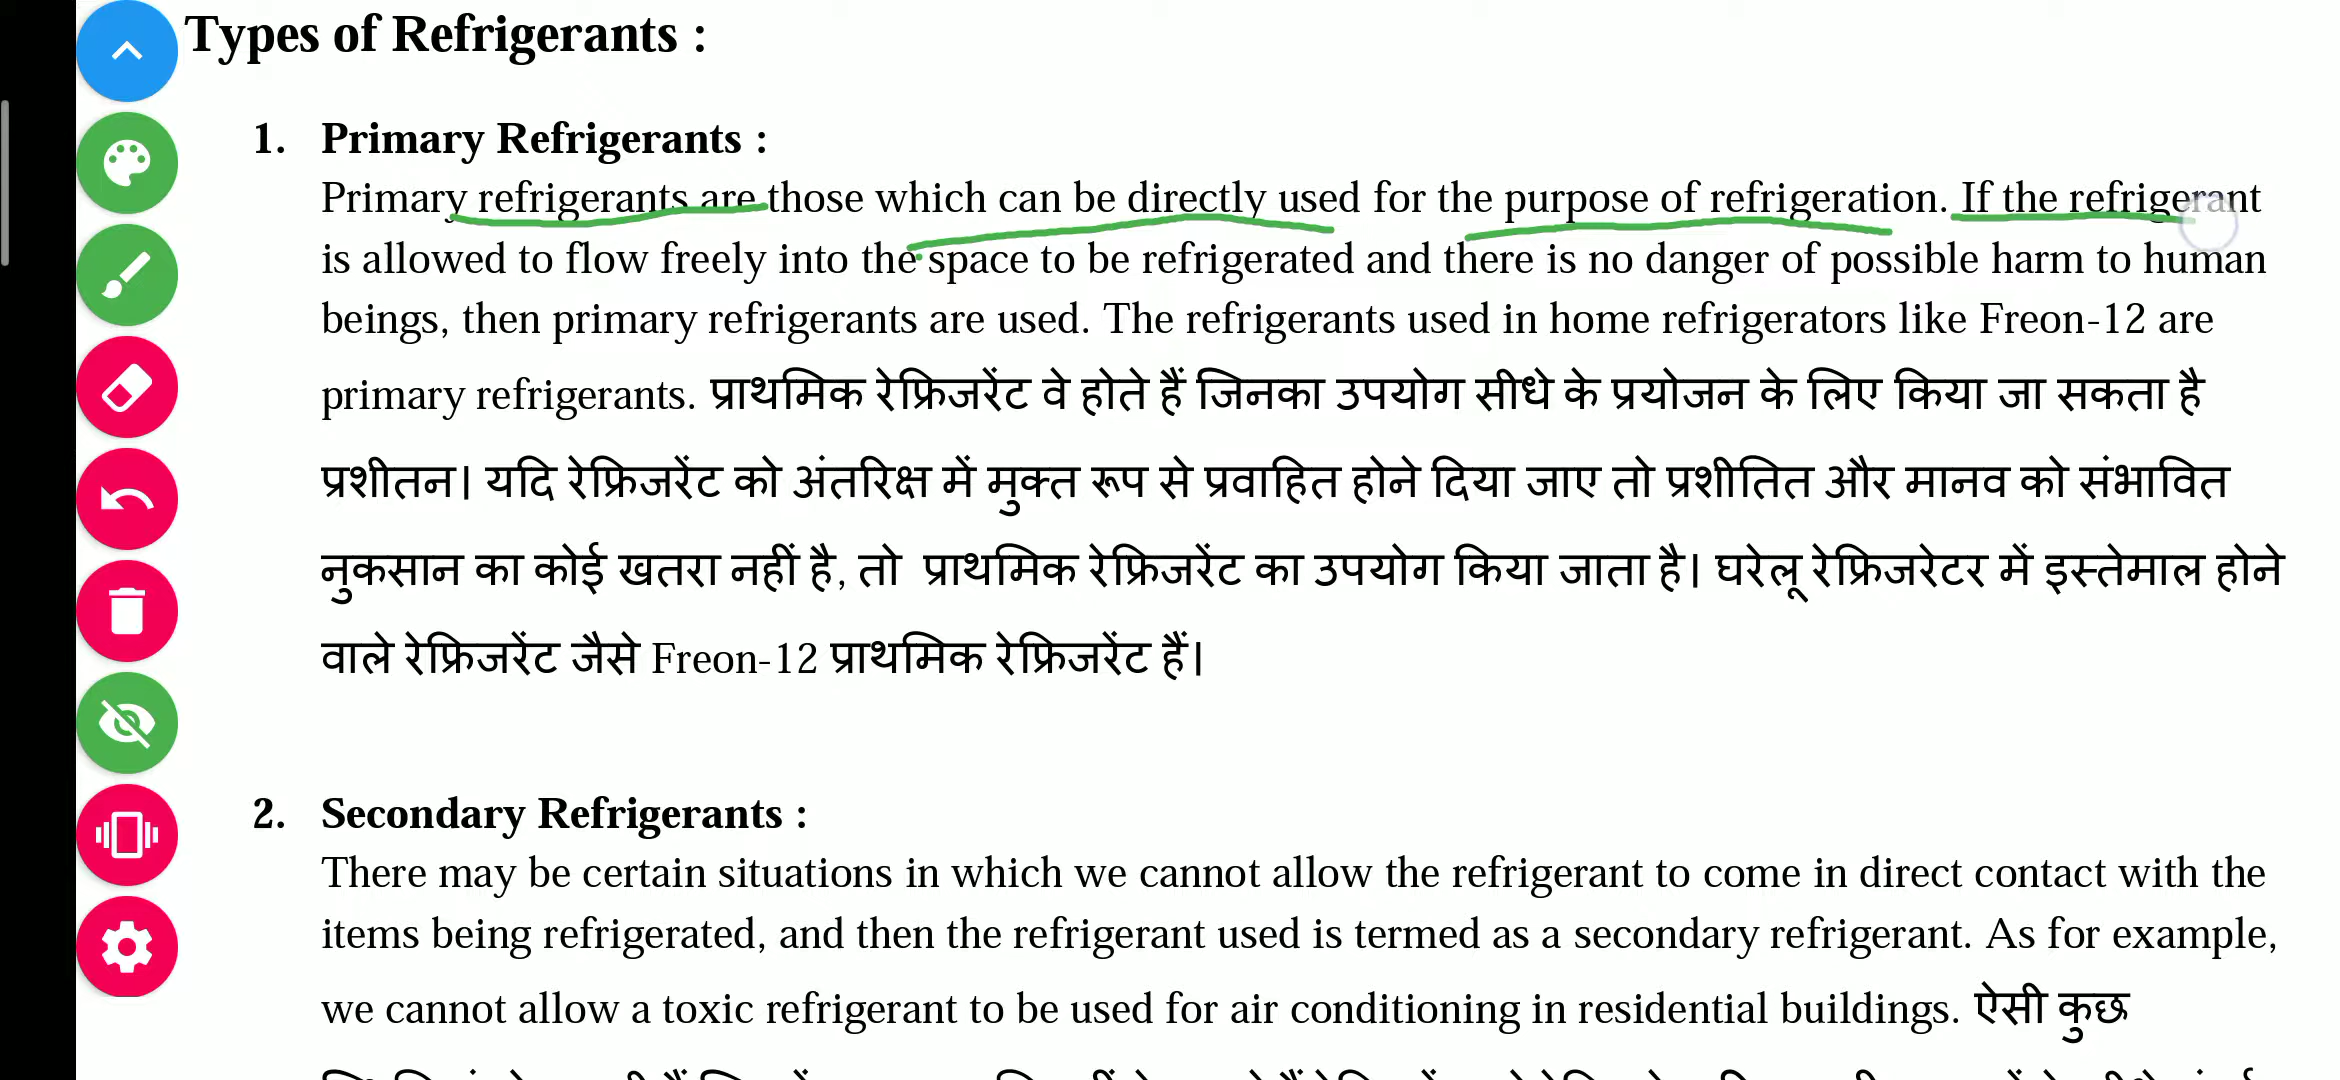 Types of Refrigerants :
1. Primary Refrigerants :
Primary refrigerants are those which can be directly used for the purpose of refrigeration. If the refrigerant
is allowed to flow freely into the space to be refrigerated and there is no danger of possible harm to human
beings, then primary refrigerants are used. The refrigerants used in home refrigerators like Freon-12 are
primary refrigerants. प्राथमिक रेफ्रिजरेंट वे होते हैं जिनका उपयोग सीधे के प्रयोजन के लिए किया जा सकता है
प्रशीतन। यदि रेफ्रिजरेंट को अंतरिक्ष में मुक्त रूप से प्रवाहित होने दिया जाए तो प्रशीतित और मानव को संभावित
नुकसान का कोई खतरा नहीं है, तो प्राथमिक रेफ्रिजरेंट का उपयोग किया जाता है। घरेलू रेफ्रिजरेटर में इस्तेमाल होने
वाले रेफ्रिजरेंट जैसे Freon-12 प्राथमिक रेफ्रिजरेंट हैं।
2. Secondary Refrigerants :
There may be certain situations in which we cannot allow the refrigerant to come in direct contact with the
items being refrigerated, and then the refrigerant used is termed as a secondary refrigerant. As for example,
we cannot allow a toxic refrigerant to be used for air conditioning in residential buildings. ऐसी कुछ